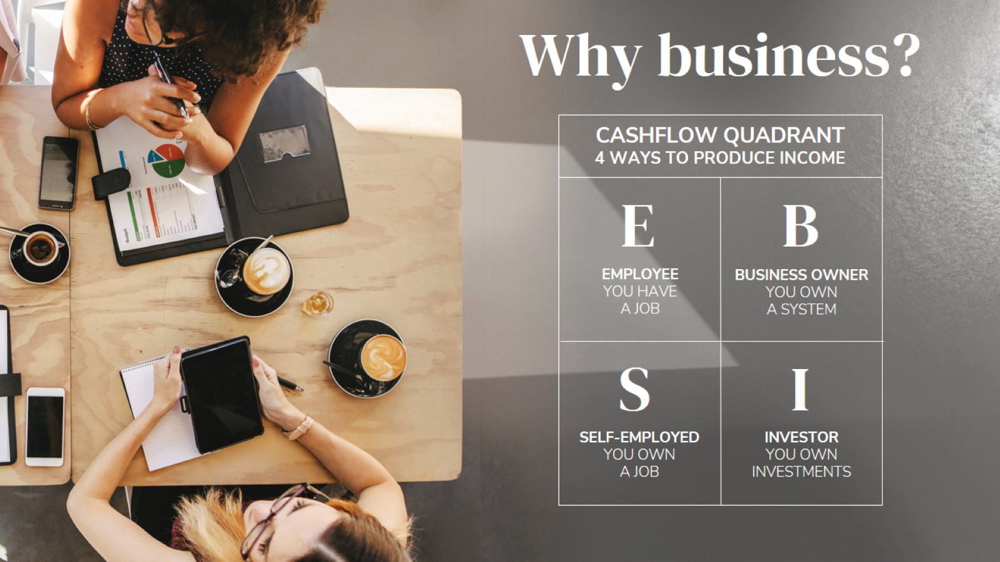 Why business?
CASHFLOW QUADRANT
4 WAYS TO PRODUCE INCOME
E
EMPLOYEE
YOU HAVE
A JOB
B
BUSINESS OWNER
YOU OWN
A SYSTEM
S
SELF-EMPLOYED
YOU OWN
A JOB
I
INVESTOR
YOU OWN
INVESTMENTS
Budget